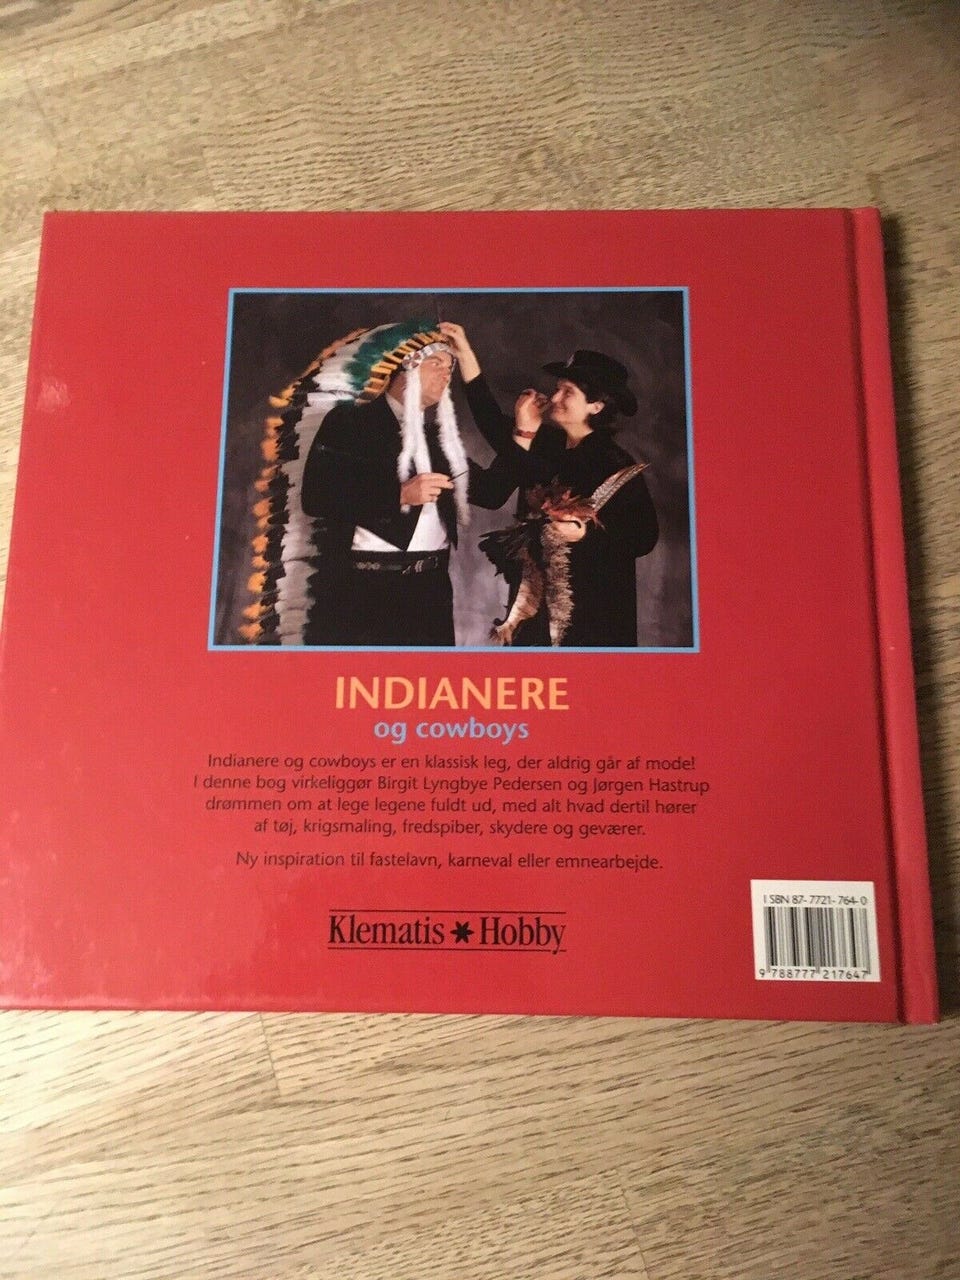 INDIANERE
og cowboys
Indianere og cowboys er en klassisk leg, der aldrig går af mode!
I denne bog virkeliggør Birgit Lyngbye Pedersen og Jørgen Hastrup
drømmen om at lege legene fuldt ud, med alt hvad dertil hører
af tøj, krigsmaling, fredspiber, skydere og geværer.
Ny inspiration til fastelavn, karneval eller emnearbejde.
Klematis Hobby
ISBN 87-7721-764-0
9 788777 217647